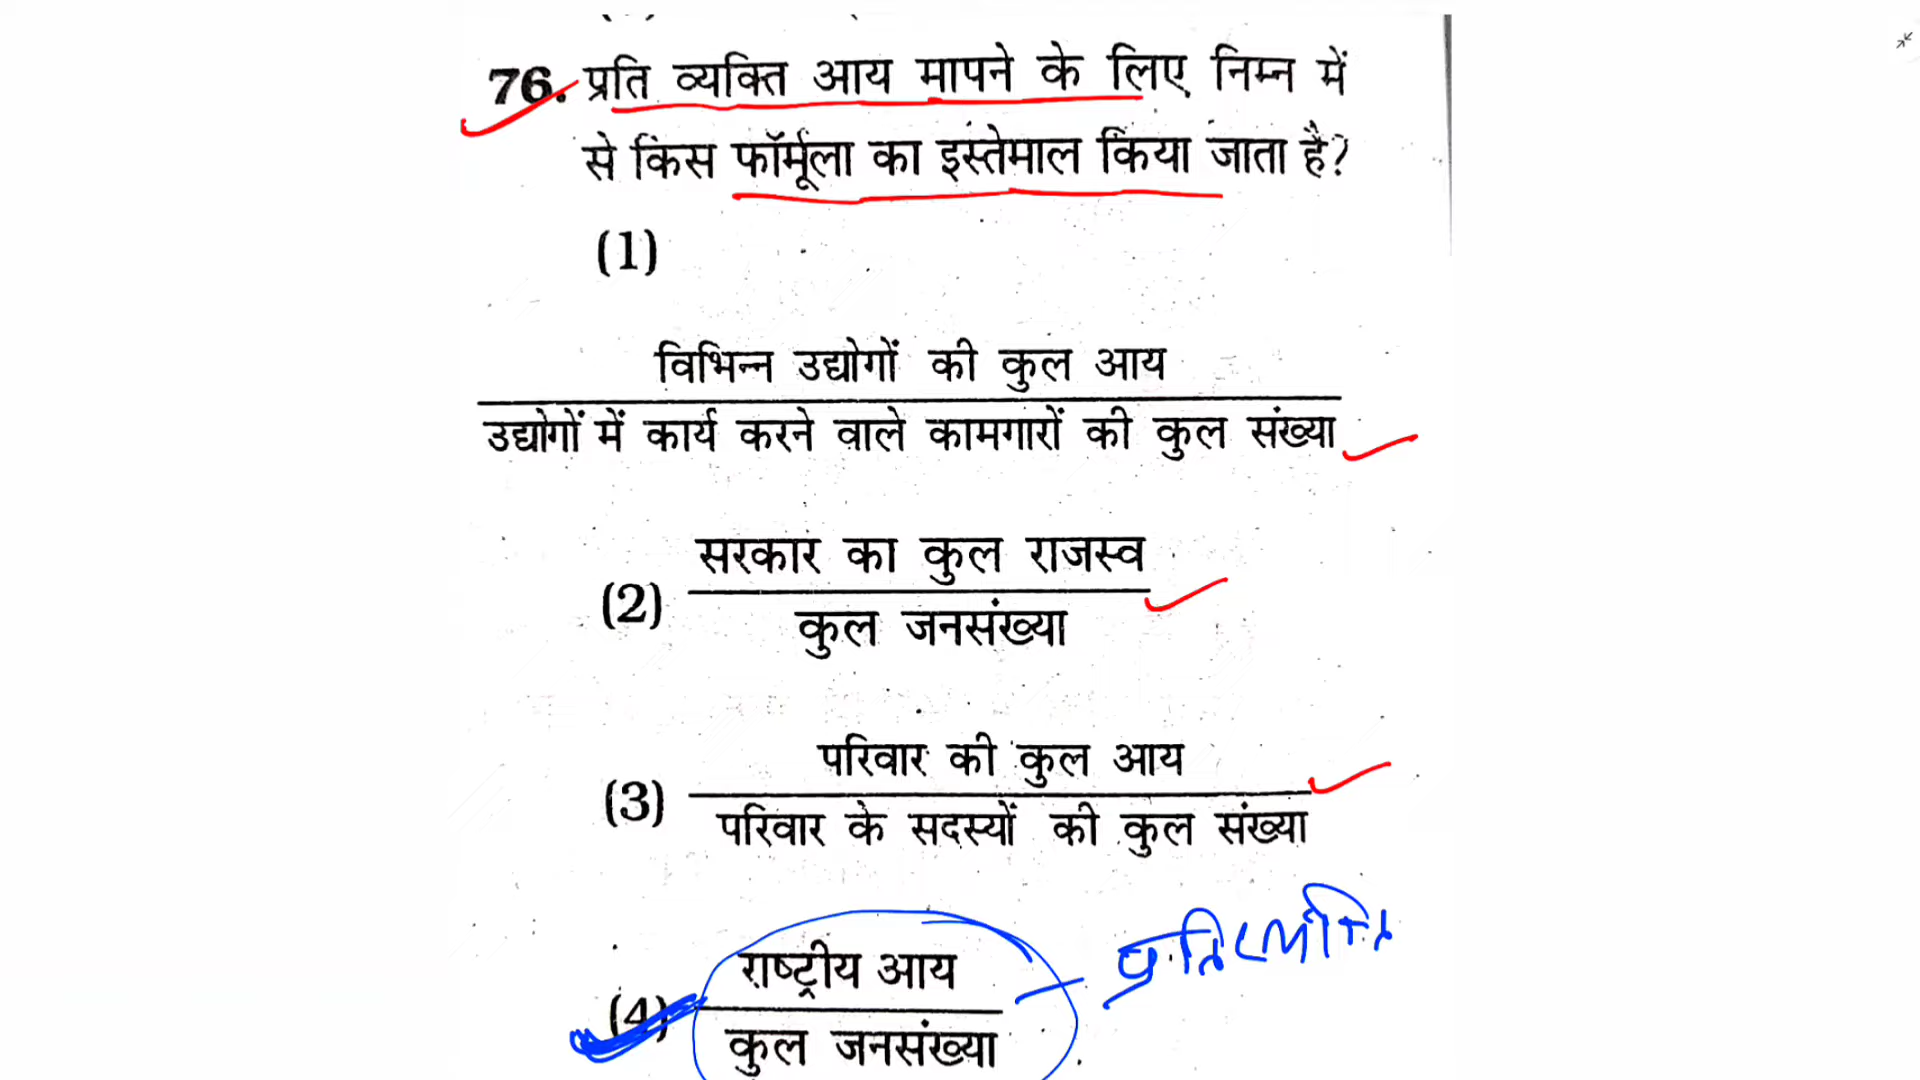 76. प्रति व्यक्ति आय मापने के लिए निम्न में
से किस फॉर्मूला का इस्तेमाल किया जाता है?
(1)
विभिन्न उद्योगों की कुल आय
उद्योगों में कार्य करने वाले कामगारों की कुल संख्या
सरकार का कुल राजस्व
(2)
कुल जनसंख्या
परिवार की कुल आय
(3)
परिवार के सदस्यों की कुल संख्या
राष्ट्रीय आय
(4)
कुल जनसंख्या